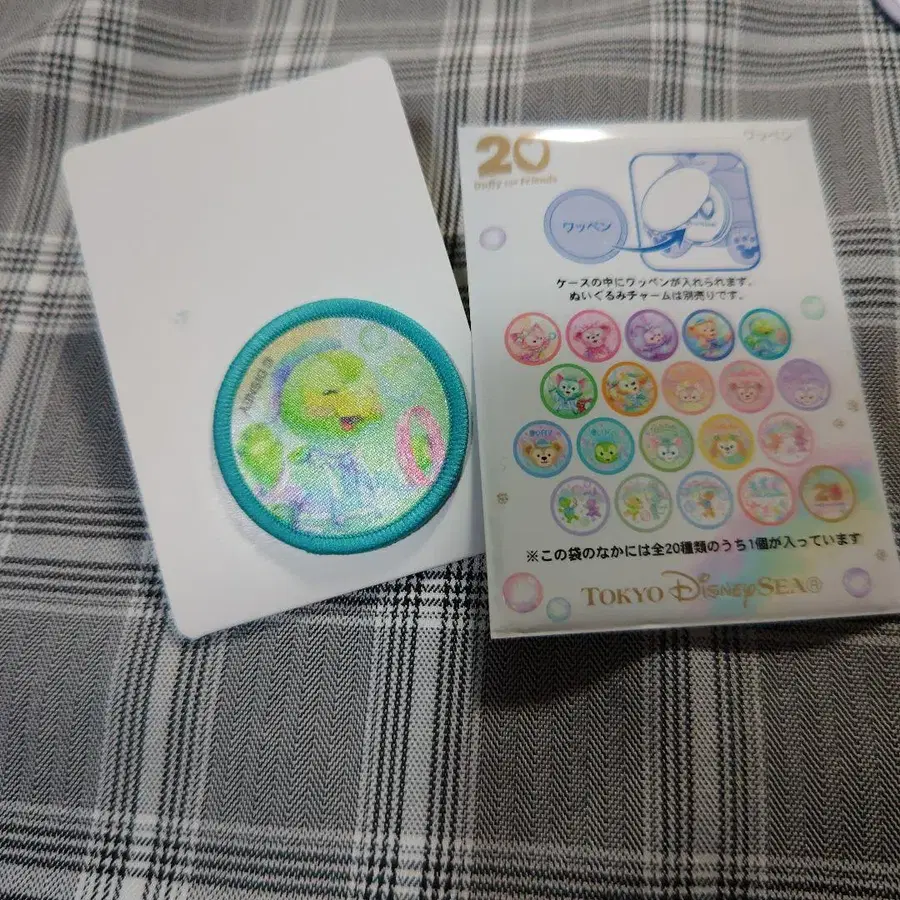 © DISNEY
ワッペン
20
Duffy and Friends
ワッペン
ケースの中にワッペンが入れられます。
ぬいぐるみチャームは別売りです。
※この袋のなかには全20種類のうち1個が入っています
TOKYO DISNEYSEA®